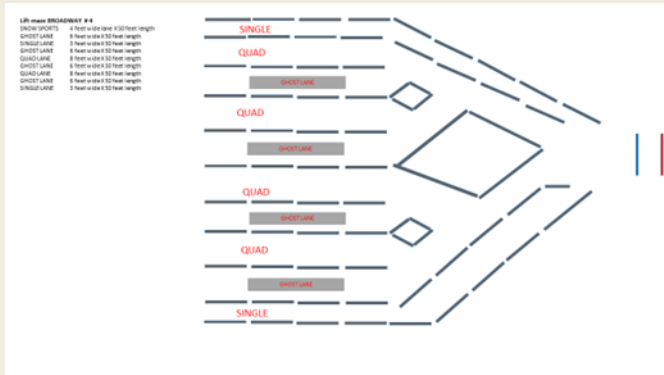 Lift maze BROADWAY #4
SNOW SPORTS 4 feet wide lane X 50 feet length
GHOST LANE 6 feet wide X 50 feet length
SINGLE LANE 3 feet wide X 50 feet length
GHOST LANE 6 feet wide X 50 feet length
QUAD LANE 8 feet wide X 50 feet length
GHOST LANE 6 feet wide X 50 feet length
QUAD LANE 8 feet wide X 50 feet length
GHOST LANE 6 feet wide X 50 feet length
SINGLE LANE 3 feet wide X 50 feet length
SINGLE
QUAD
GHOST LANE
QUAD
GHOST LANE
QUAD
GHOST LANE
QUAD
GHOST LANE
SINGLE